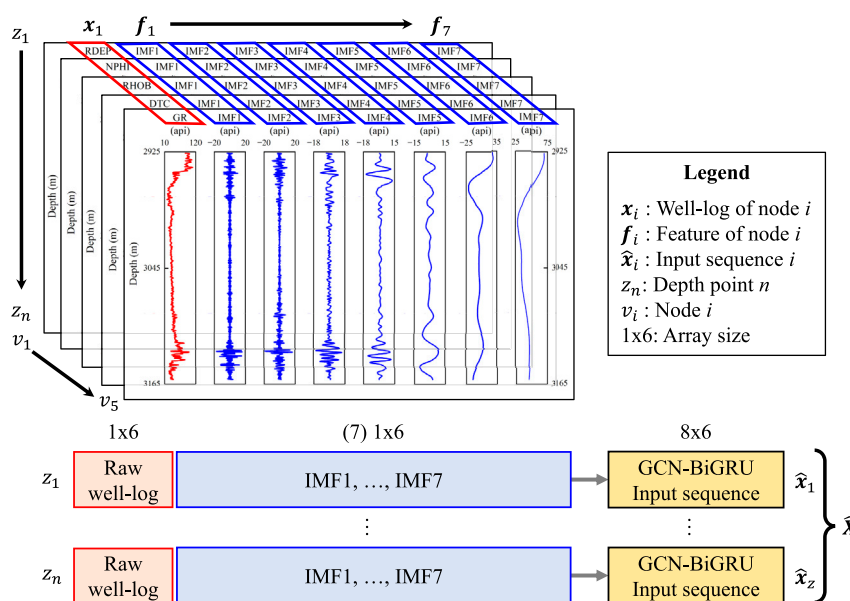 x₁ f₁ f₇
z₁
RDEP IMF1 IMF2 IMF3 IMF4 IMF5 IMF6 IMF7
NPHI IMF1 IMF2 IMF3 IMF4 IMF5 IMF6 IMF7
RHOB IMF1 IMF2 IMF3 IMF4 IMF5 IMF6 IMF7
DTC IMF1 IMF2 IMF3 IMF4 IMF5 IMF6 IMF7
GR IMF1 IMF2 IMF3 IMF4 IMF5 IMF6 IMF7
(api) (api) (api) (api) (api) (api) (api) (api)
10 120 −20 20 −20 20 −18 18 −18 18 −15 15 −25 35 25 75
2925 2925
Depth (m) Depth (m) Depth (m) Depth (m) Depth (m)
3045 3045
3165 3165
zₙ
v₁
v₅
Legend
x𝑖 : Well-log of node i
f𝑖 : Feature of node i
x̂𝑖 : Input sequence i
zₙ: Depth point n
v𝑖 : Node i
1x6: Array size
1x6 (7) 1x6 8x6
z₁ Raw well-log IMF1, …, IMF7 GCN-BiGRU Input sequence x̂₁
⋮ ⋮
X̂
zₙ Raw well-log IMF1, …, IMF7 GCN-BiGRU Input sequence x̂𝓏